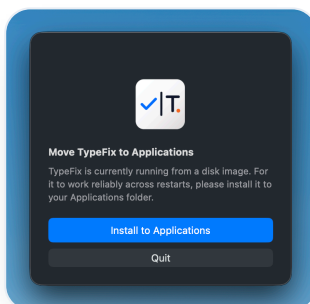 T.
Move TypeFix to Applications
TypeFix is currently running from a disk image. For
it to work reliably across restarts, please install it to
your Applications folder.
Install to Applications
Quit